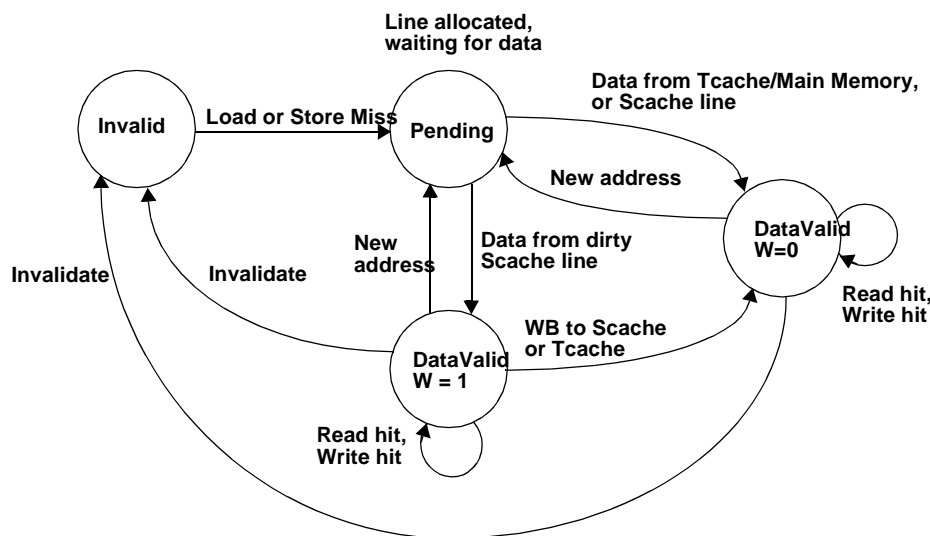 Line allocated,
waiting for data
Data from Tcache/Main Memory,
or Scache line
Load or Store Miss
Invalid
Pending
New address
DataValid
W=0
New
address
Data from dirty
Scache line
Invalidate
Invalidate
Read hit,
Write hit
WB to Scache
or Tcache
DataValid
W = 1
Read hit,
Write hit